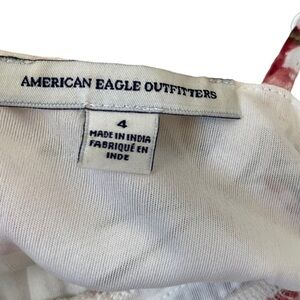 AMERICAN EAGLE OUTFITTERS
4
MADE IN INDIA
FABRIQUÉ EN
INDE